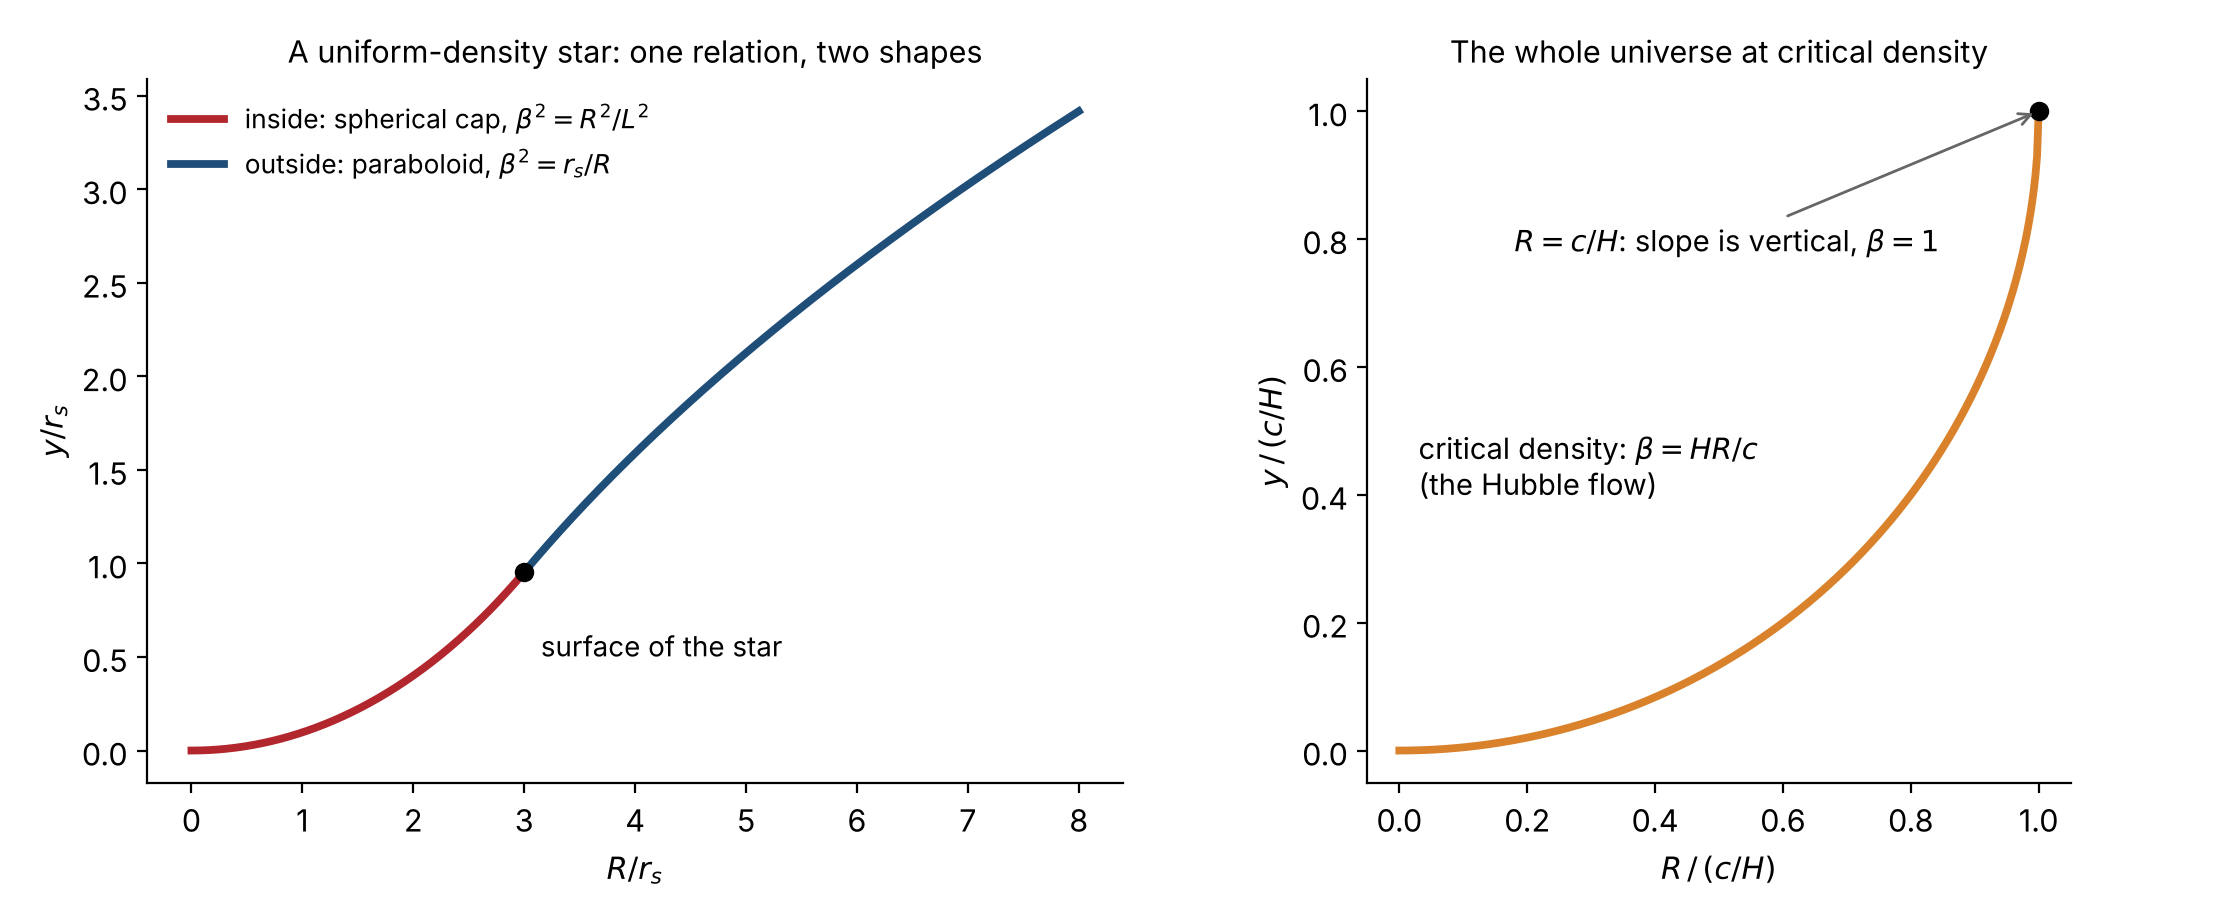 A uniform-density star: one relation, two shapes
inside: spherical cap, β² = R²/L²
outside: paraboloid, β² = rₛ/R
3.5
3.0
2.5
2.0
1.5
1.0
0.5
0.0
y/rₛ
surface of the star
0 1 2 3 4 5 6 7 8
R/rₛ
The whole universe at critical density
1.0
0.8
0.6
0.4
0.2
0.0
y / (c/H)
R = c/H: slope is vertical, β = 1
critical density: β = HR/c
(the Hubble flow)
0.0 0.2 0.4 0.6 0.8 1.0
R / (c/H)